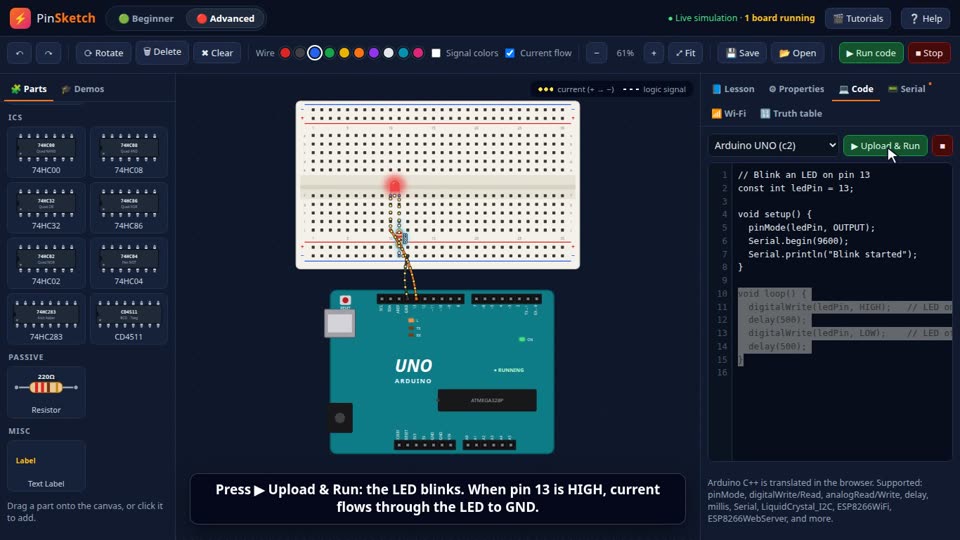 PinSketch
Beginner
Advanced
Live simulation · 1 board running
Tutorials
? Help
Rotate
Delete
✖ Clear
Wire
Signal colors
Current flow
−
61%
+
⤢ Fit
Save
Open
▶ Run code
■ Stop
Parts
Demos
current (+ → −)
logic signal
Lesson
Properties
Code
Serial
Wi-Fi
Truth table
ICS
74HC00
74HC08
74HC32
74HC86
74HC02
74HC04
74HC283
CD4511
PASSIVE
220Ω
Resistor
MISC
Label
Text Label
Drag a part onto the canvas, or click it
to add.
UNO
ARDUINO
RUNNING
ON
ATMEGA328P
Press ▶ Upload & Run: the LED blinks. When pin 13 is HIGH, current
flows through the LED to GND.
Arduino UNO (c2)
▶ Upload & Run
■
1 // Blink an LED on pin 13
2 const int ledPin = 13;
3
4 void setup() {
5 pinMode(ledPin, OUTPUT);
6 Serial.begin(9600);
7 Serial.println("Blink started");
8 }
9
10 void loop() {
11 digitalWrite(ledPin, HIGH); // LED on
12 delay(500);
13 digitalWrite(ledPin, LOW); // LED of
14 delay(500);
15 }
16
Arduino C++ is translated in the browser. Supported:
pinMode, digitalWrite/Read, analogRead/Write, delay,
millis, Serial, LiquidCrystal_I2C, ESP8266WiFi,
ESP8266WebServer, and more.